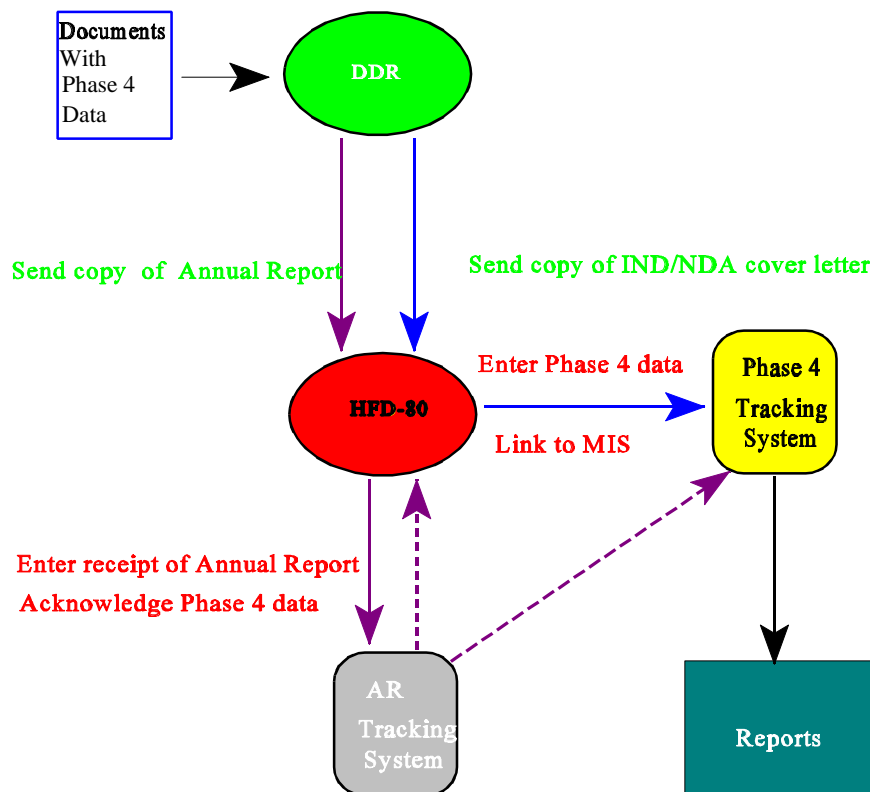 Documents
With
Phase 4
Data
DDR
Send copy of Annual Report
Send copy of IND/NDA cover letter
HFD-80
Enter Phase 4 data
Link to MIS
Phase 4
Tracking
System
Enter receipt of Annual Report
Acknowledge Phase 4 data
AR
Tracking
System
Reports